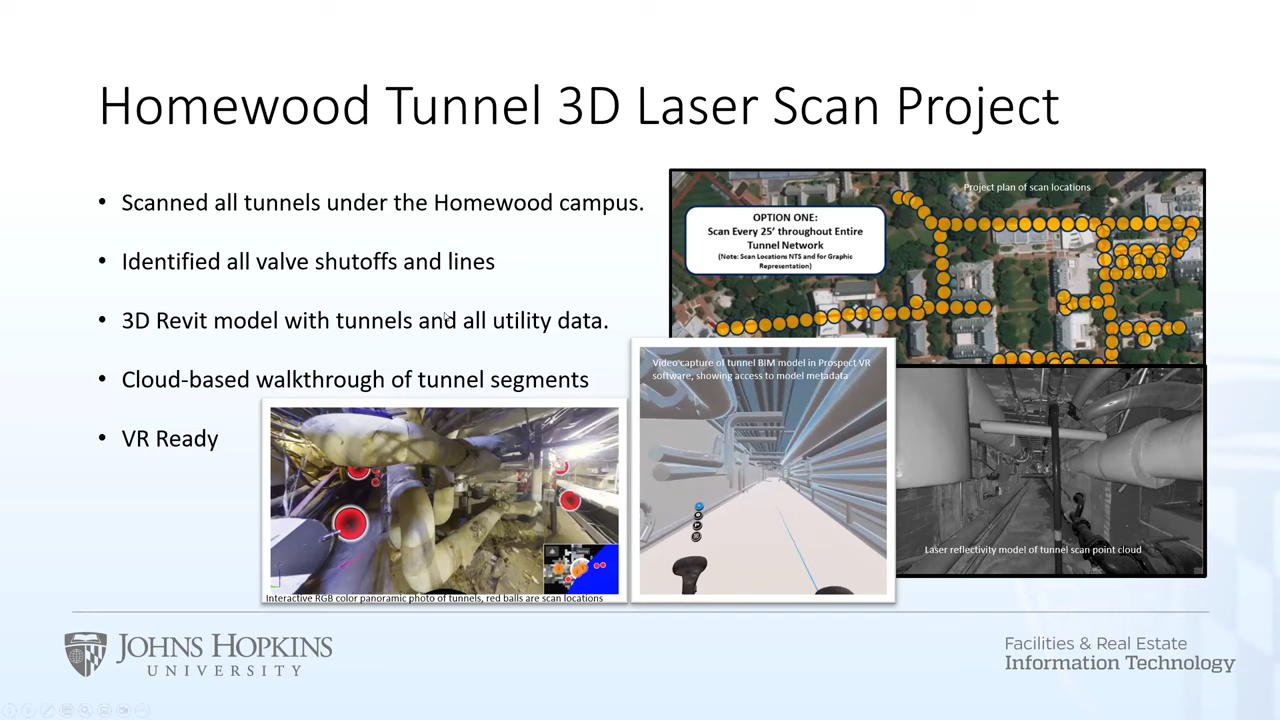 Homewood Tunnel 3D Laser Scan Project
• Scanned all tunnels under the Homewood campus.
• Identified all valve shutoffs and lines
• 3D Revit model with tunnels and all utility data.
• Cloud-based walkthrough of tunnel segments
• VR Ready
Project plan of scan locations
OPTION ONE:
Scan Every 25' throughout Entire
Tunnel Network
(Note: Scan Locations NTS and for Graphic
Representation)
Video capture of tunnel BIM model in Prospect VR
software, showing access to model metadata
Laser reflectivity model of tunnel scan point cloud
Interactive RGB color panoramic photo of tunnels, red balls are scan locations
JOHNS HOPKINS
UNIVERSITY
Facilities & Real Estate
Information Technology